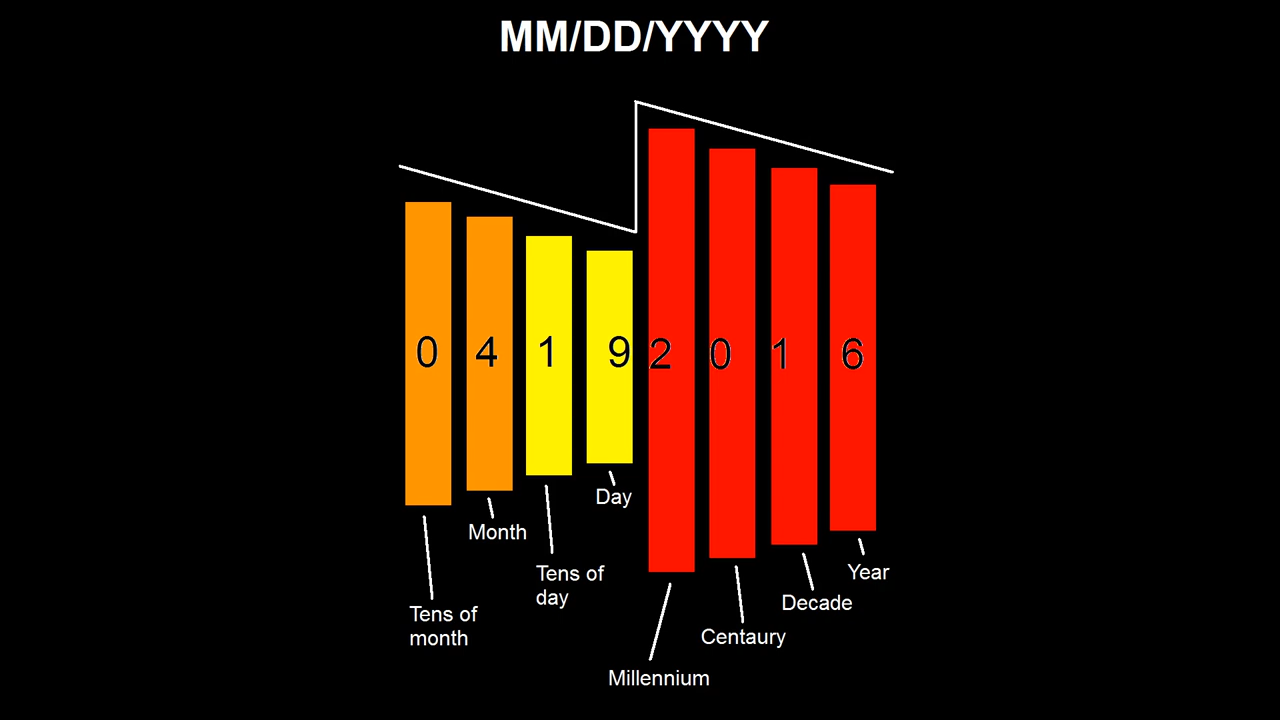 MM/DD/YYYY
0 4 1 9 2 0 1 6
Day
Month
Tens of
day
Year
Decade
Tens of
month
Centaury
Millennium